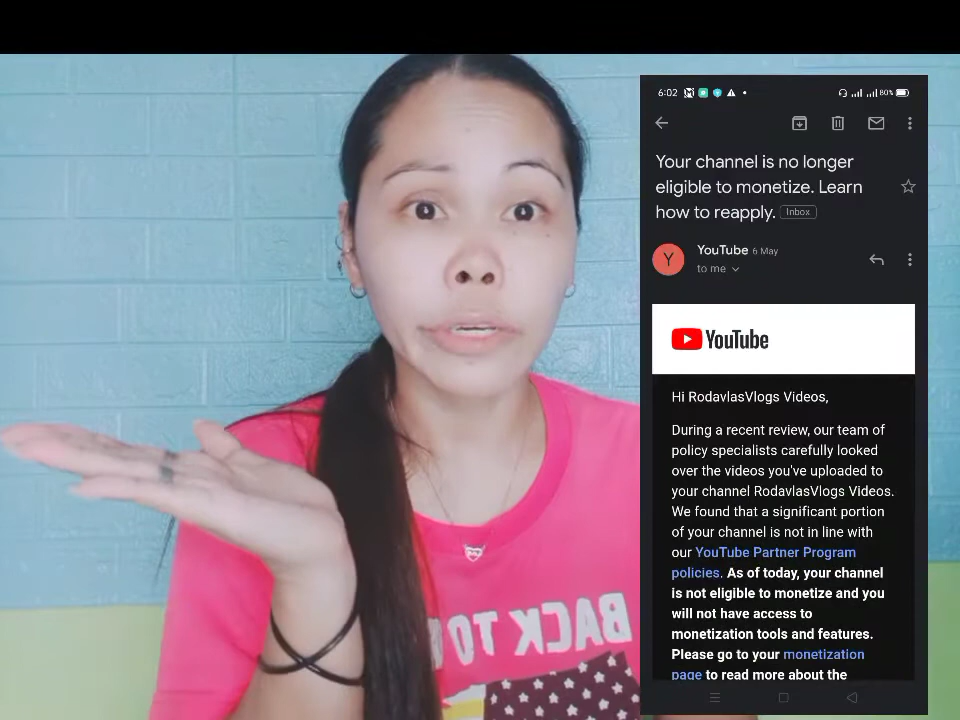 6:02
80%
Your channel is no longer
eligible to monetize. Learn
how to reapply. Inbox
Y
YouTube 6 May
to me
YouTube
Hi RodavlasVlogs Videos,
During a recent review, our team of
policy specialists carefully looked
over the videos you've uploaded to
your channel RodavlasVlogs Videos.
We found that a significant portion
of your channel is not in line with
our YouTube Partner Program
policies. As of today, your channel
is not eligible to monetize and you
will not have access to
monetization tools and features.
Please go to your monetization
page to read more about the
BACK TO